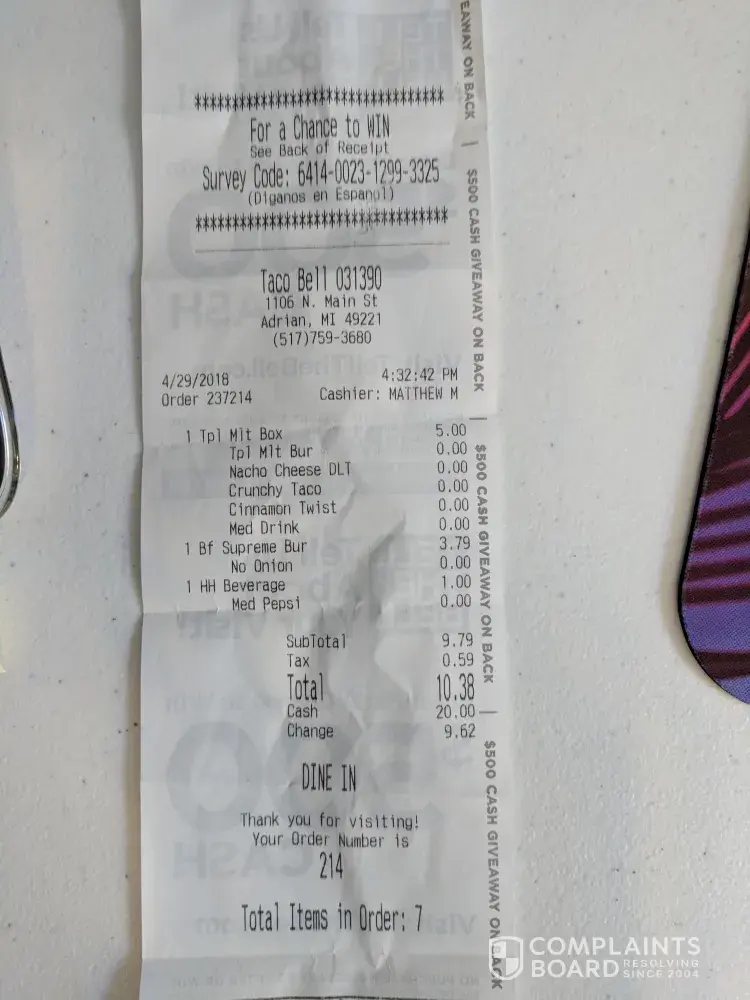 ************************************
For a Chance to WIN
See Back of Receipt
Survey Code: 6414-0023-1299-3325
(Diganos en Espanol)
************************************
Taco Bell 031390
1106 N. Main St
Adrian, MI 49221
(517)759-3680
4/29/2018 4:32:42 PM
Order 237214 Cashier: MATTHEW M
1 Tpl Mlt Box 5.00
Tpl Mlt Bur 0.00
Nacho Cheese DLT 0.00
Crunchy Taco 0.00
Cinnamon Twist 0.00
Med Drink 0.00
1 Bf Supreme Bur 3.79
No Onion 0.00
1 HH Beverage 1.00
Med Pepsi 0.00
SubTotal 9.79
Tax 0.59
Total 10.38
Cash 20.00
Change 9.62
DINE IN
Thank you for visiting!
Your Order Number is
214
Total Items in Order: 7
EAWAY ON BACK |
$500 CASH GIVEAWAY ON BACK |
$500 CASH GIVEAWAY ON BACK |
$500 CASH GIVEAWAY ON BACK
COMPLAINTS
BOARD RESOLVING
SINCE 2004